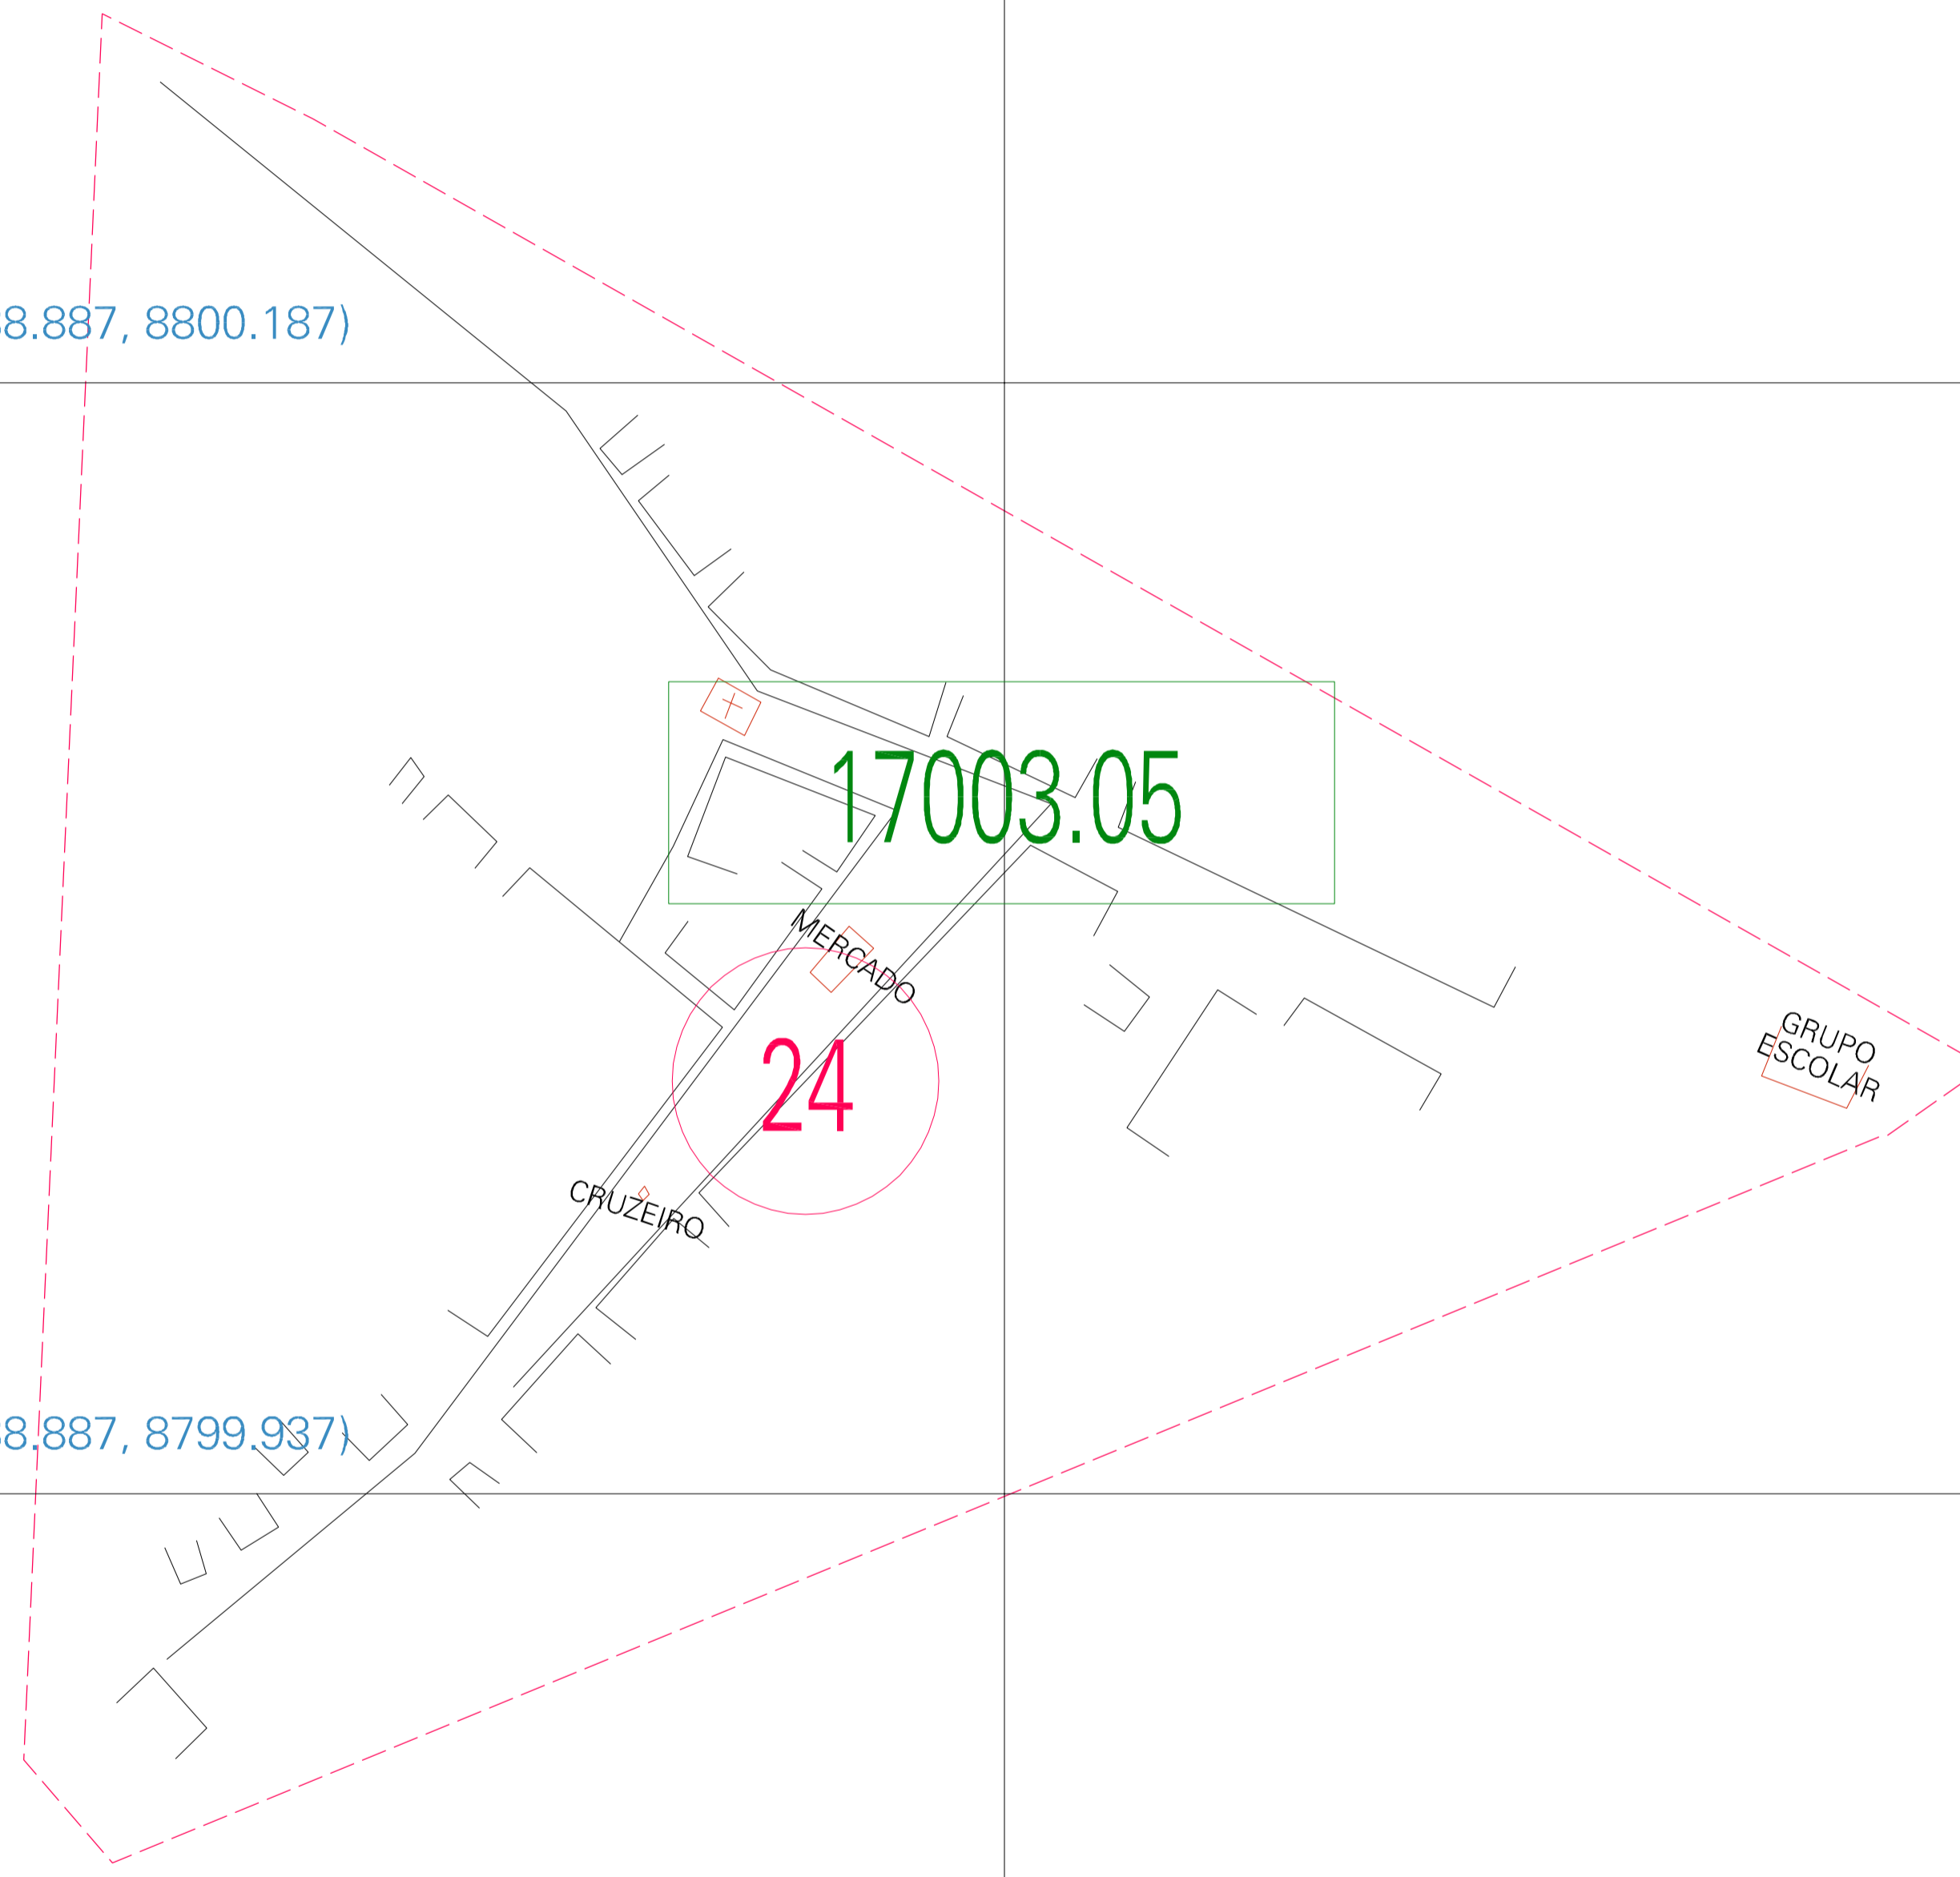 8.887, 8800.187)
17003.05
MERCADO
GRUPO
ESCOLAR
24
CRUZEIRO
8.887, 8799.937)